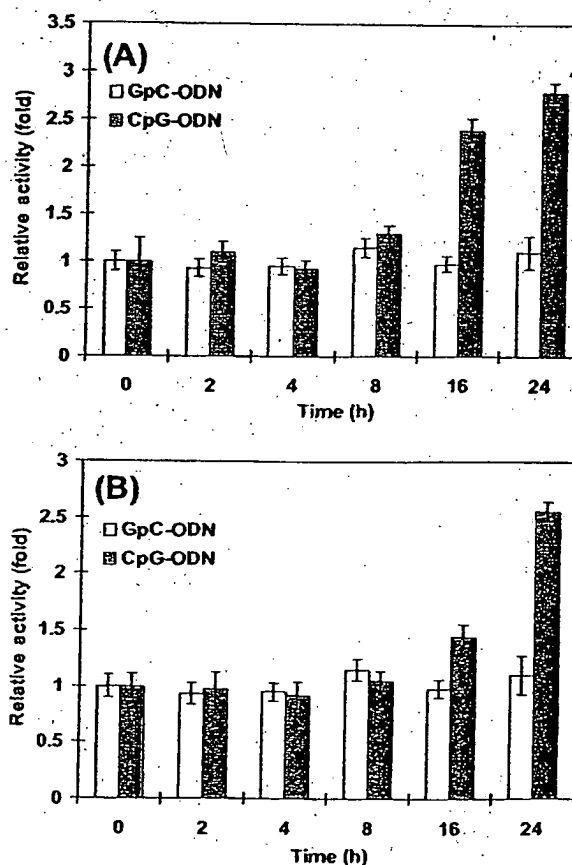 (A)
GpC-ODN
CpG-ODN
Relative activity (fold)
3.5
3
2.5
2
1.5
1
0.5
0
0 2 4 8 16 24
Time (h)
(B)
GpC-ODN
CpG-ODN
Relative activity (fold)
3
2.5
2
1.5
1
0.5
0
0 2 4 8 16 24
Time (h)